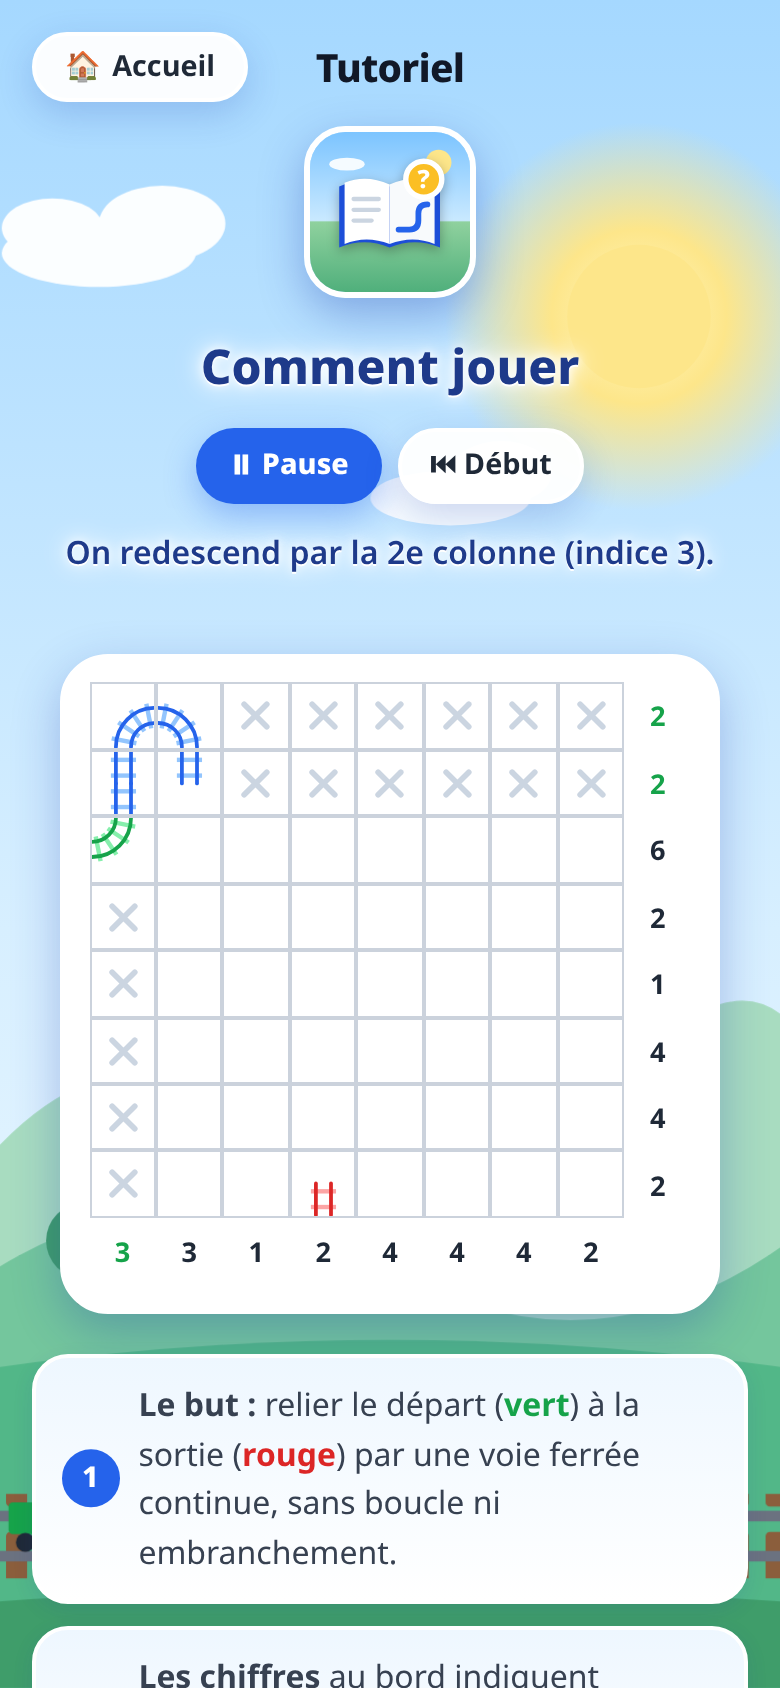 🏠 Accueil
Tutoriel
?
Comment jouer
⏸ Pause
⏮ Début
On redescend par la 2e colonne (indice 3).
2
2
6
2
1
4
4
2
3 3 1 2 4 4 4 2
1
Le but : relier le départ (vert) à la
sortie (rouge) par une voie ferrée
continue, sans boucle ni
embranchement.
Les chiffres au bord indiquent